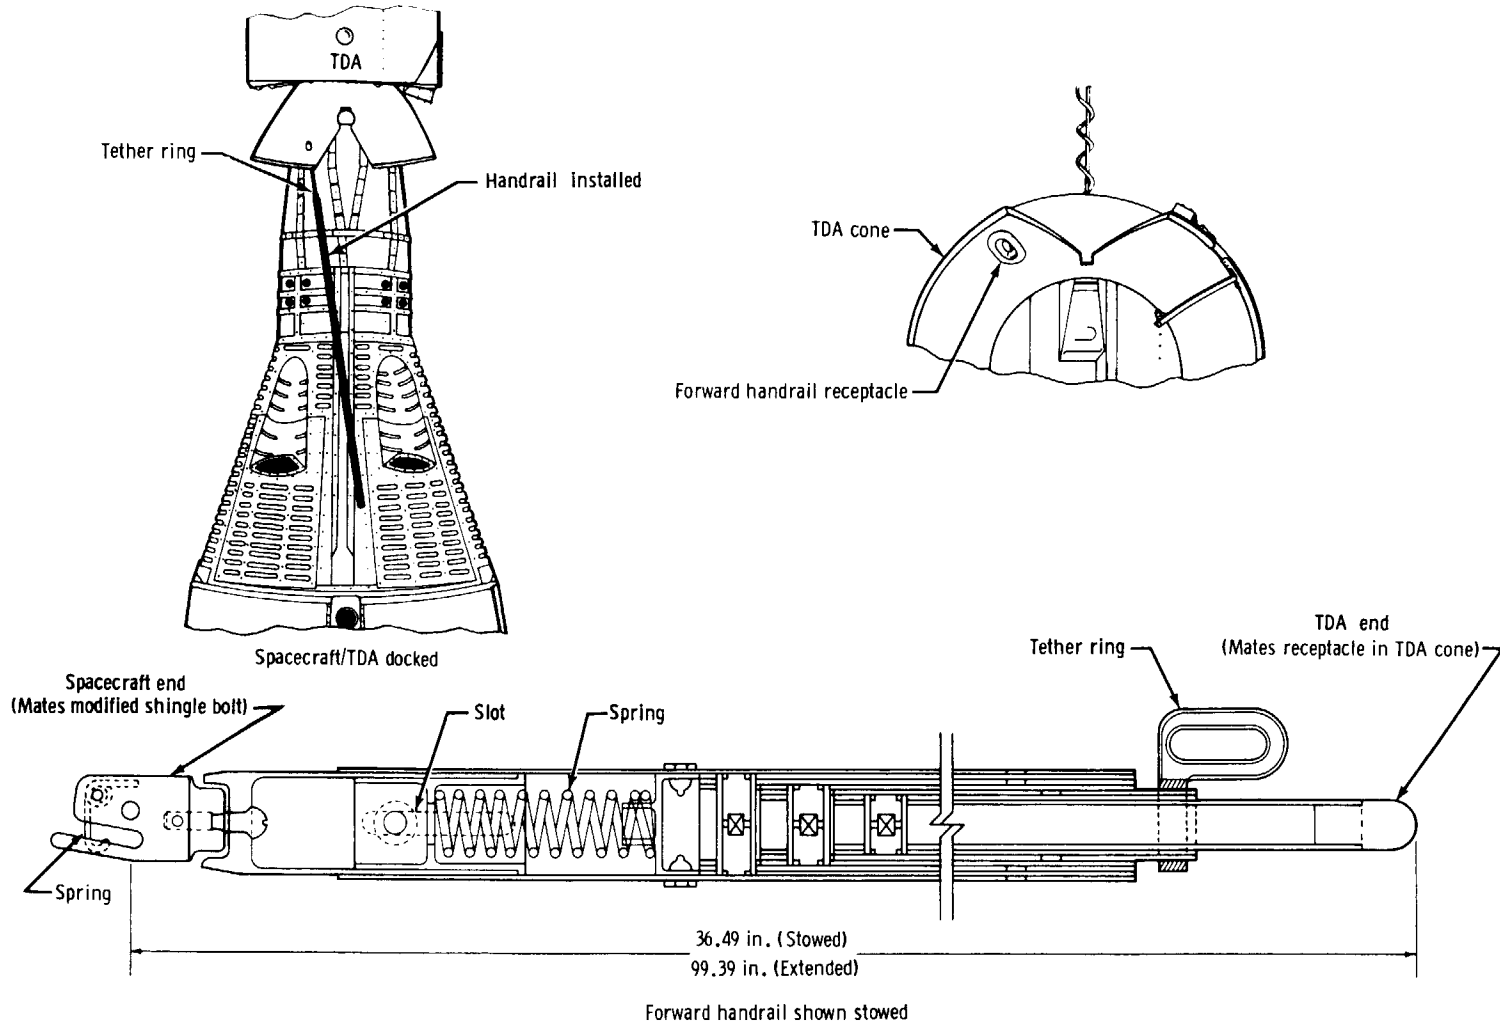 TDA
Tether ring
Handrail installed
Spacecraft/TDA docked
TDA cone
Forward handrail receptacle
Spacecraft end
(Mates modified shingle bolt)
Slot
Spring
Tether ring
TDA end
(Mates receptacle in TDA cone)
Spring
36.49 in. (Stowed)
99.39 in. (Extended)
Forward handrail shown stowed